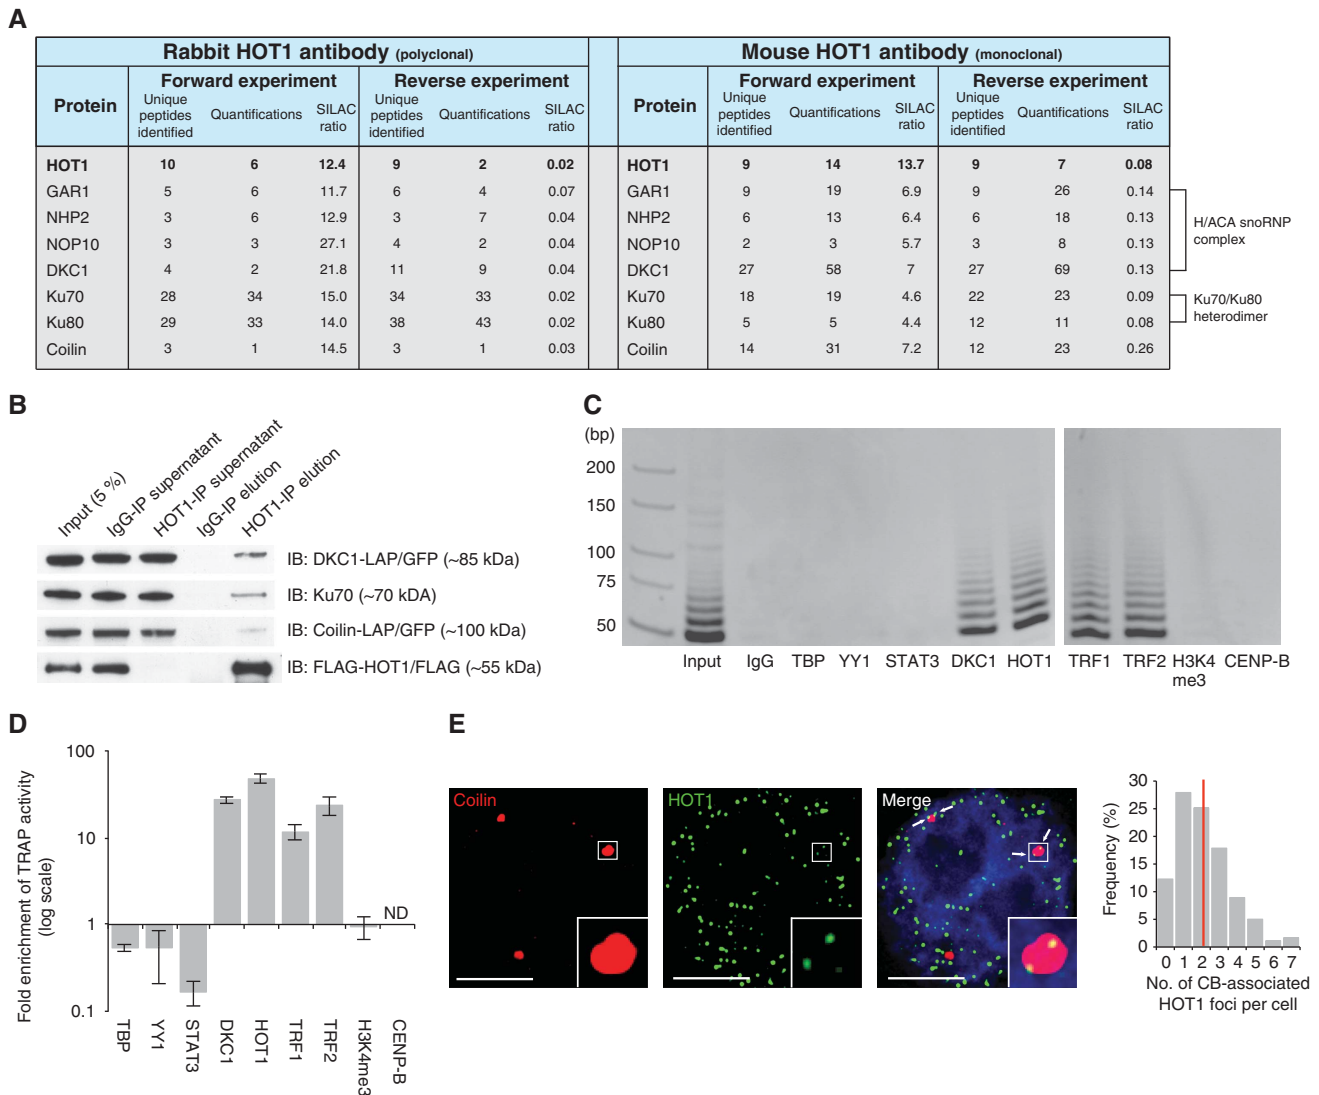 A
Rabbit HOT1 antibody (polyclonal)
Mouse HOT1 antibody (monoclonal)
Protein
Forward experiment
Reverse experiment
Protein
Forward experiment
Reverse experiment
Unique peptides identified
Quantifications
SILAC ratio
Unique peptides identified
Quantifications
SILAC ratio
Unique peptides identified
Quantifications
SILAC ratio
Unique peptides identified
Quantifications
SILAC ratio
HOT1 10 6 12.4 9 2 0.02 HOT1 9 14 13.7 9 7 0.08
GAR1 5 6 11.7 6 4 0.07 GAR1 9 19 6.9 9 26 0.14
NHP2 3 6 12.9 3 7 0.04 NHP2 6 13 6.4 6 18 0.13
NOP10 3 3 27.1 4 2 0.04 NOP10 2 3 5.7 3 8 0.13
DKC1 4 2 21.8 11 9 0.04 DKC1 27 58 7 27 69 0.13
Ku70 28 34 15.0 34 33 0.02 Ku70 18 19 4.6 22 23 0.09
Ku80 29 33 14.0 38 43 0.02 Ku80 5 5 4.4 12 11 0.08
Coilin 3 1 14.5 3 1 0.03 Coilin 14 31 7.2 12 23 0.26
H/ACA snoRNP
complex
Ku70/Ku80
heterodimer
B
Input (5 %)
IgG-IP supernatant
HOT1-IP supernatant
IgG-IP elution
HOT1-IP elution
IB: DKC1-LAP/GFP (~85 kDa)
IB: Ku70 (~70 kDA)
IB: Coilin-LAP/GFP (~100 kDa)
IB: FLAG-HOT1/FLAG (~55 kDa)
C
(bp)
200
150
100
75
50
Input IgG TBP YY1 STAT3 DKC1 HOT1 TRF1 TRF2 H3K4 me3 CENP-B
D
Fold enrichment of TRAP activity
(log scale)
100
10
1
0.1
ND
TBP
YY1
STAT3
DKC1
HOT1
TRF1
TRF2
H3K4me3
CENP-B
E
Coilin
HOT1
Merge
Frequency (%)
30
25
20
15
10
5
0
0 1 2 3 4 5 6 7
No. of CB-associated
HOT1 foci per cell